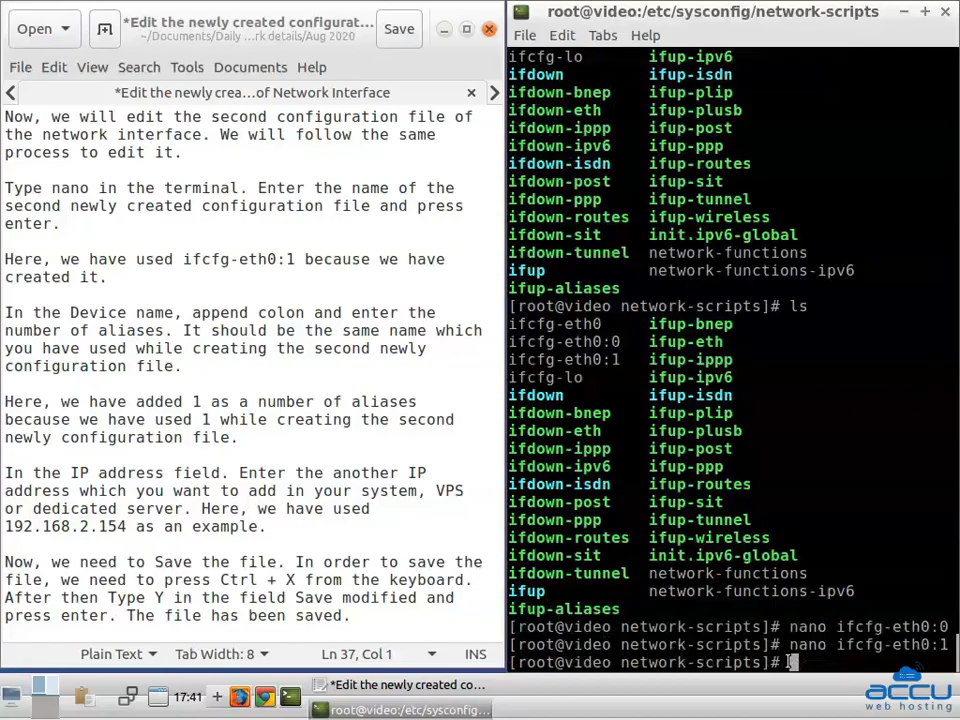 Open
*Edit the newly created configurat...
~/Documents/Daily ...rk details/Aug 2020
Save
File Edit View Search Tools Documents Help
*Edit the newly crea...of Network Interface
Now, we will edit the second configuration file of
the network interface. We will follow the same
process to edit it.
Type nano in the terminal. Enter the name of the
second newly created configuration file and press
enter.
Here, we have used ifcfg-eth0:1 because we have
created it.
In the Device name, append colon and enter the
number of aliases. It should be the same name which
you have used while creating the second newly
configuration file.
Here, we have added 1 as a number of aliases
because we have used 1 while creating the second
newly configuration file.
In the IP address field. Enter the another IP
address which you want to add in your system, VPS
or dedicated server. Here, we have used
192.168.2.154 as an example.
Now, we need to Save the file. In order to save the
file, we need to press Ctrl + X from the keyboard.
After then Type Y in the field Save modified and
press enter. The file has been saved.
Plain Text Tab Width: 8 Ln 37, Col 1 INS
root@video:/etc/sysconfig/network-scripts
File Edit Tabs Help
ifcfg-lo ifup-ipv6
ifdown ifup-isdn
ifdown-bnep ifup-plip
ifdown-eth ifup-plusb
ifdown-ippp ifup-post
ifdown-ipv6 ifup-ppp
ifdown-isdn ifup-routes
ifdown-post ifup-sit
ifdown-ppp ifup-tunnel
ifdown-routes ifup-wireless
ifdown-sit init.ipv6-global
ifdown-tunnel network-functions
ifup network-functions-ipv6
ifup-aliases
[root@video network-scripts]# ls
ifcfg-eth0 ifup-bnep
ifcfg-eth0:0 ifup-eth
ifcfg-eth0:1 ifup-ippp
ifcfg-lo ifup-ipv6
ifdown ifup-isdn
ifdown-bnep ifup-plip
ifdown-eth ifup-plusb
ifdown-ippp ifup-post
ifdown-ipv6 ifup-ppp
ifdown-isdn ifup-routes
ifdown-post ifup-sit
ifdown-ppp ifup-tunnel
ifdown-routes ifup-wireless
ifdown-sit init.ipv6-global
ifdown-tunnel network-functions
ifup network-functions-ipv6
ifup-aliases
[root@video network-scripts]# nano ifcfg-eth0:0
[root@video network-scripts]# nano ifcfg-eth0:1
[root@video network-scripts]#
17:41
*Edit the newly created co...
root@video:/etc/sysconfig...
accu
web hosting